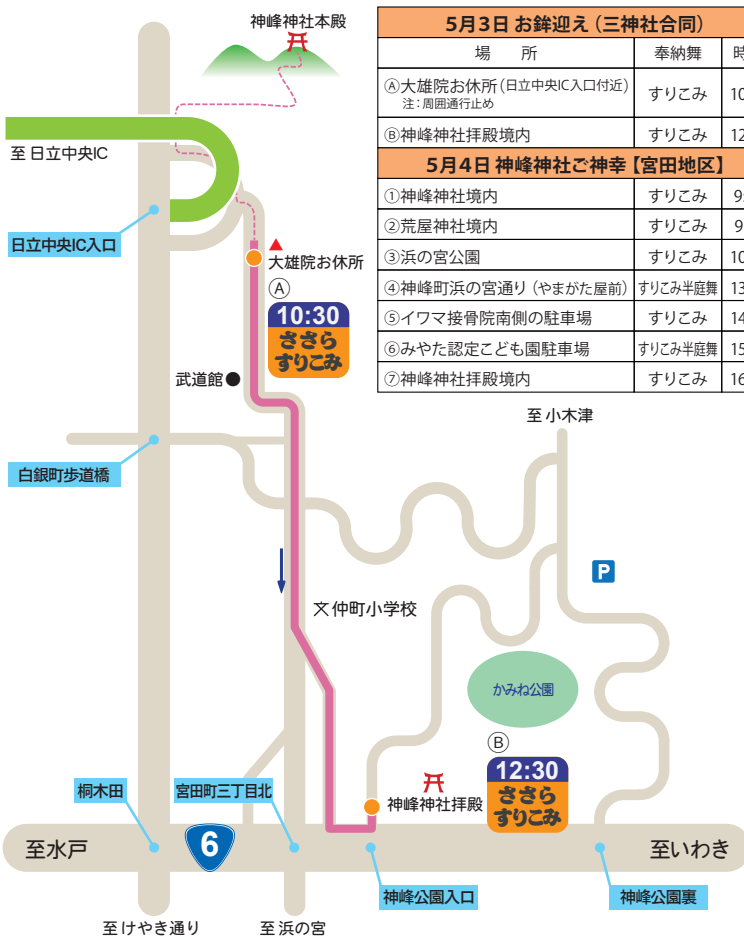 神峰神社本殿
5月3日 お鉾迎え（三神社合同）
場　所　奉納舞　時
Ⓐ大雄院お休所（日立中央IC入口付近）
注：周囲通行止め
すりこみ　10
Ⓑ神峰神社拝殿境内　すりこみ　12
5月4日 神峰神社ご神幸【宮田地区】
①神峰神社境内　すりこみ　9
②荒屋神社境内　すりこみ　9
③浜の宮公園　すりこみ　10
④神峰町浜の宮通り（やまがた屋前）　すりこみ半庭舞　13
⑤イワマ接骨院南側の駐車場　すりこみ　14
⑥みやた認定こども園駐車場　すりこみ半庭舞　15
⑦神峰神社拝殿境内　すりこみ　16
至 日立中央IC
日立中央IC入口
大雄院お休所
Ⓐ
10:30
ささら
すりこみ
武道館
至 小木津
白銀町歩道橋
P
文 仲町小学校
かみね公園
Ⓑ
12:30
ささら
すりこみ
神峰神社拝殿
桐木田
宮田町三丁目北
至水戸
6
至いわき
神峰公園入口
神峰公園裏
至けやき通り
至浜の宮